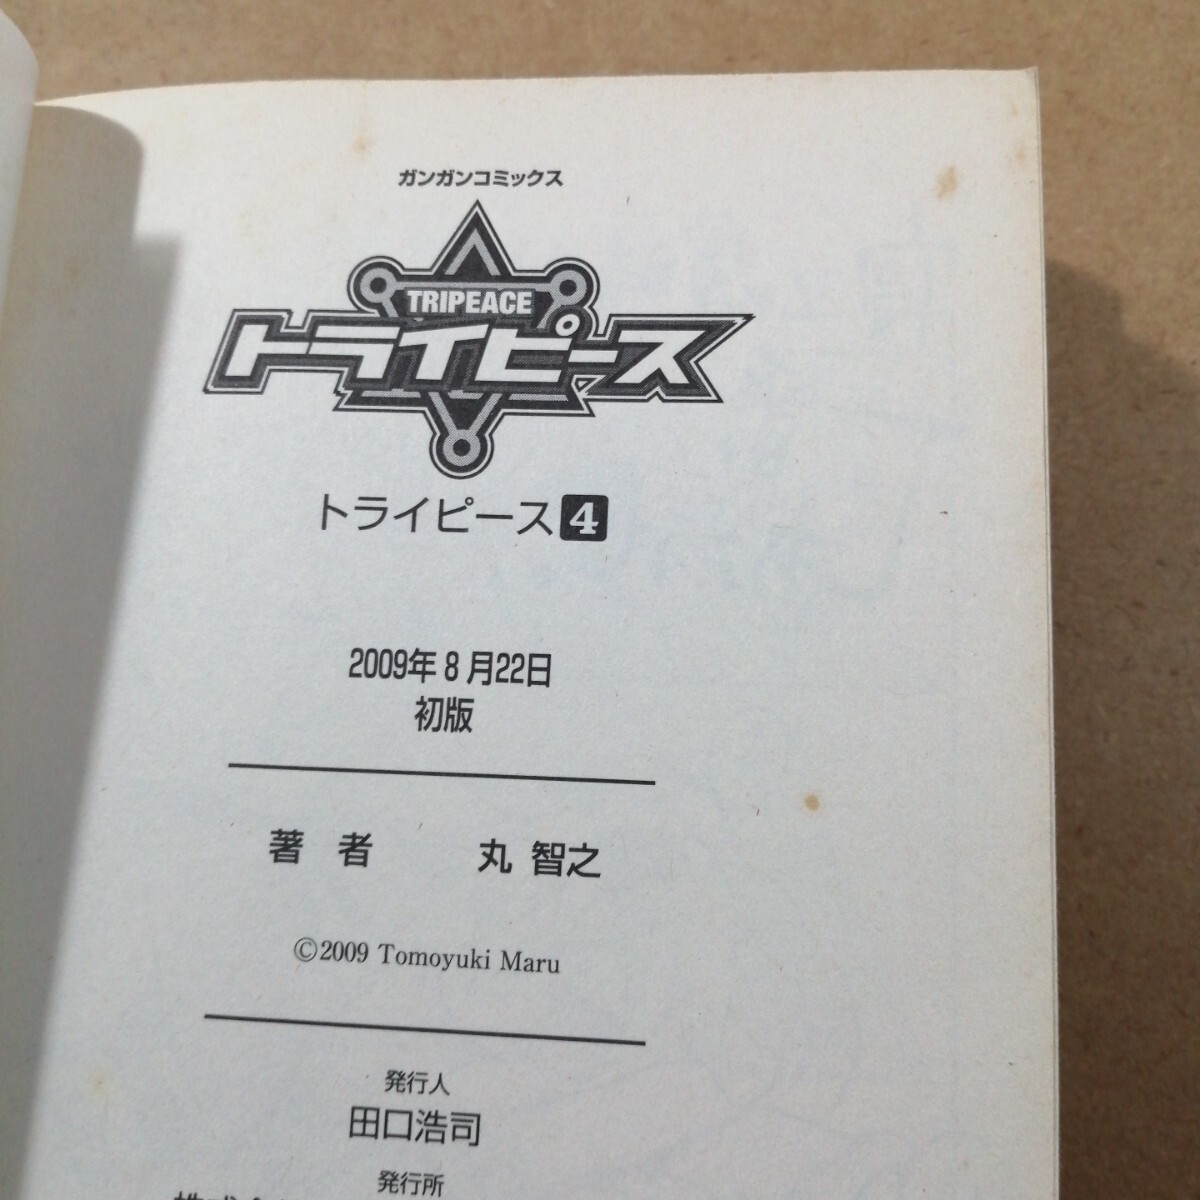 ガンガンコミックス
TRIPEACE
トライピース
トライピース4
2009年8月22日
初版
著者 丸 智之
©2009 Tomoyuki Maru
発行人
田口浩司
発行所